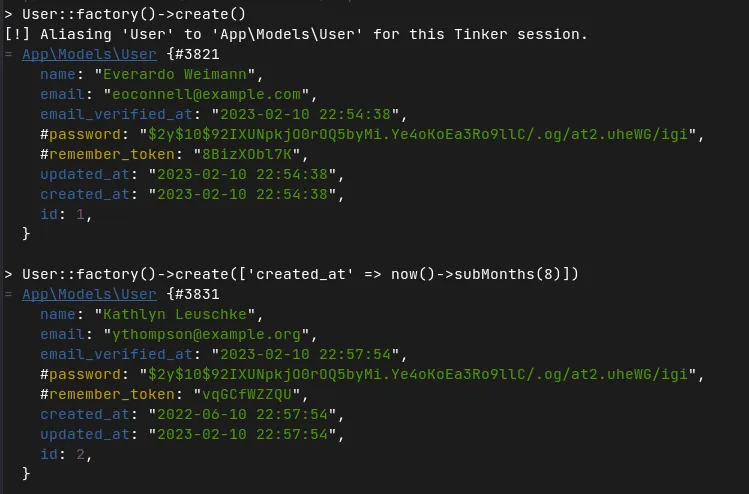 > User::factory()->create()
[!] Aliasing 'User' to 'App\Models\User' for this Tinker session.
= App\Models\User {#3821
    name: "Everardo Weimann",
    email: "eoconnell@example.com",
    email_verified_at: "2023-02-10 22:54:38",
    #password: "$2y$10$92IXUNpkjO0rOQ5byMi.Ye4oKoEa3Ro9llC/.og/at2.uheWG/igi",
    #remember_token: "8BizXObl7K",
    updated_at: "2023-02-10 22:54:38",
    created_at: "2023-02-10 22:54:38",
    id: 1,
  }
> User::factory()->create(['created_at' => now()->subMonths(8)])
= App\Models\User {#3831
    name: "Kathlyn Leuschke",
    email: "ythompson@example.org",
    email_verified_at: "2023-02-10 22:57:54",
    #password: "$2y$10$92IXUNpkjO0rOQ5byMi.Ye4oKoEa3Ro9llC/.og/at2.uheWG/igi",
    #remember_token: "vqGCfWZZQU",
    created_at: "2022-06-10 22:57:54",
    updated_at: "2023-02-10 22:57:54",
    id: 2,
  }